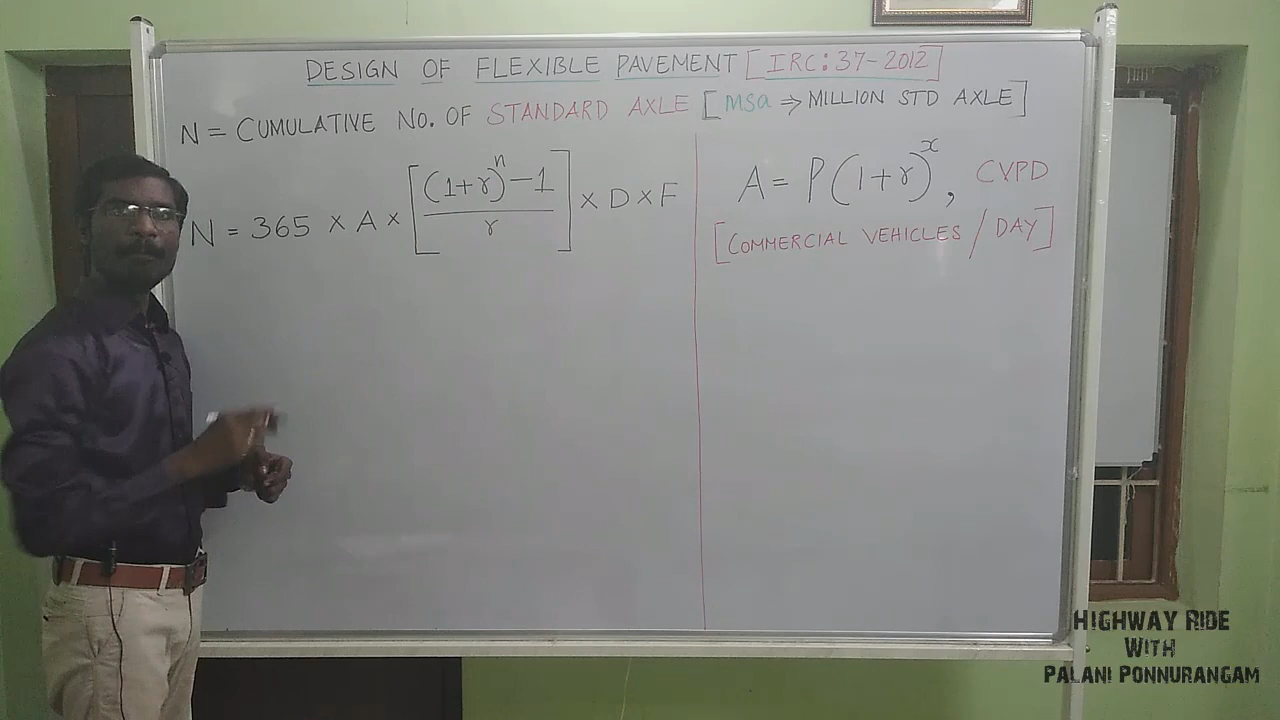 DESIGN OF FLEXIBLE PAVEMENT [IRC:37-2012]
N = CUMULATIVE No. OF STANDARD AXLE [msa ⇒ MILLION STD AXLE]
N = 365 × A × [((1+r)^n − 1) / r] × D × F
A = P(1+r)^x, CVPD
[COMMERCIAL VEHICLES / DAY]
HIGHWAY RIDE
WITH
PALANI PONNURANGAM